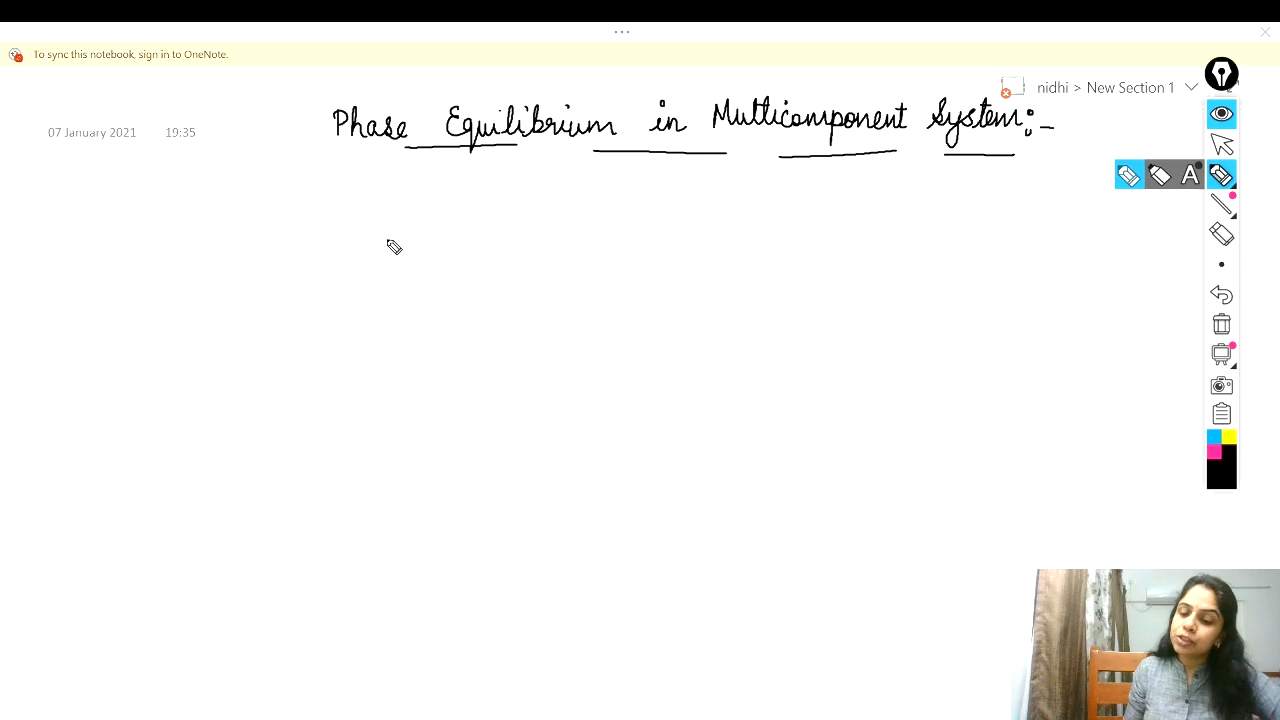 To sync this notebook, sign in to OneNote.
nidhi > New Section 1
Phase Equilibrium in Multicomponent System:-
07 January 2021 19:35
A